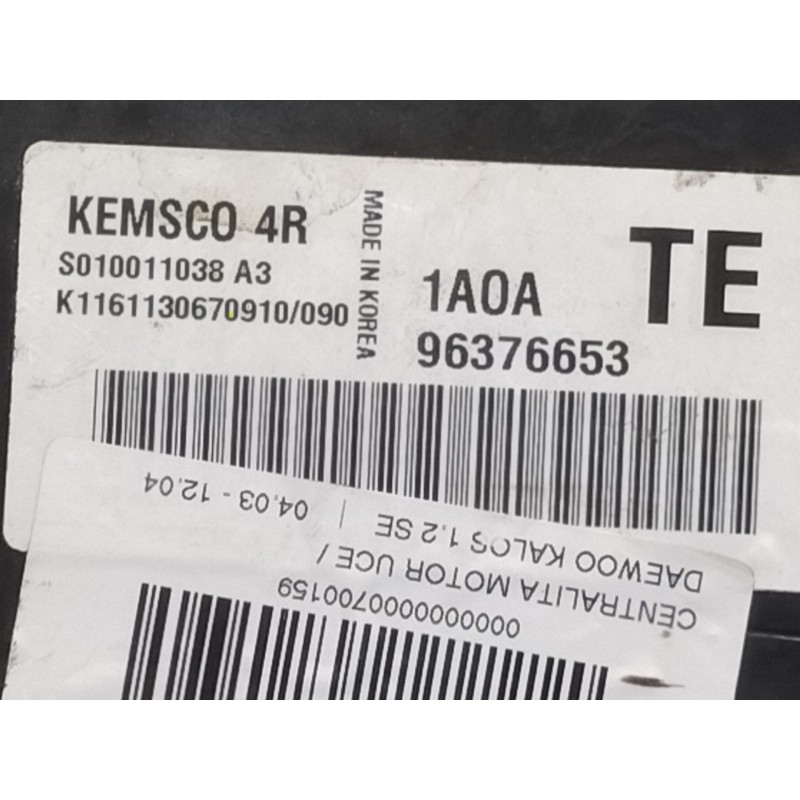 KEMSCO 4R
S010011038 A3
K1161130670910/090
MADE IN KOREA
1A0A
96376653
TE
0000000000700159
CENTRALITA MOTOR UCE /
DAEWOO KALOS 1.2 SE | 04.03 - 12.04